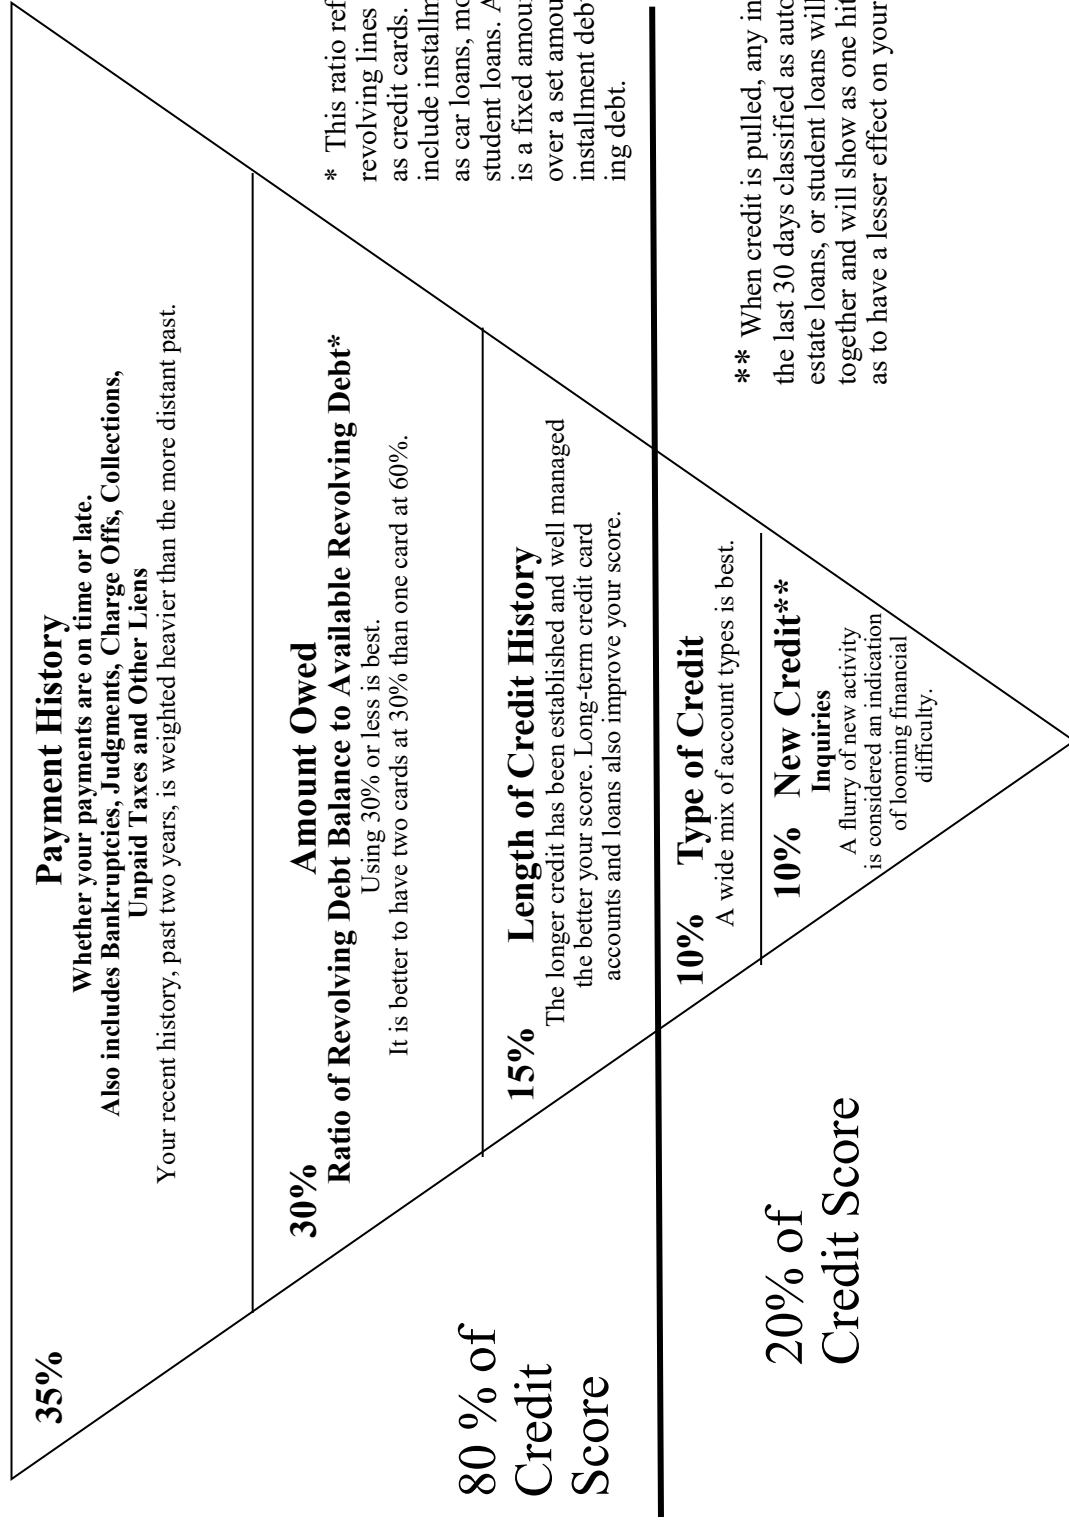 35%
Payment History
Whether your payments are on time or late.
Also includes Bankruptcies, Judgments, Charge Offs, Collections,
Unpaid Taxes and Other Liens
Your recent history, past two years, is weighted heavier than the more distant past.
30%
Amount Owed
Ratio of Revolving Debt Balance to Available Revolving Debt*
Using 30% or less is best.
It is better to have two cards at 30% than one card at 60%.
15% Length of Credit History
The longer credit has been established and well managed
the better your score. Long-term credit card
accounts and loans also improve your score.
10% Type of Credit
A wide mix of account types is best.
10% New Credit**
Inquiries
A flurry of new activity
is considered an indication
of looming financial
difficulty.
80 % of
Credit
Score
20% of
Credit Score
* This ratio
revolving lines
as credit cards.
include
as car loans,
student loans.
is a fixed
over a set
installment
ing debt.
** When credit is pulled, any
the last 30 days classified as
estate loans, or student loans will
together and will show as one
as to have a lesser effect on your